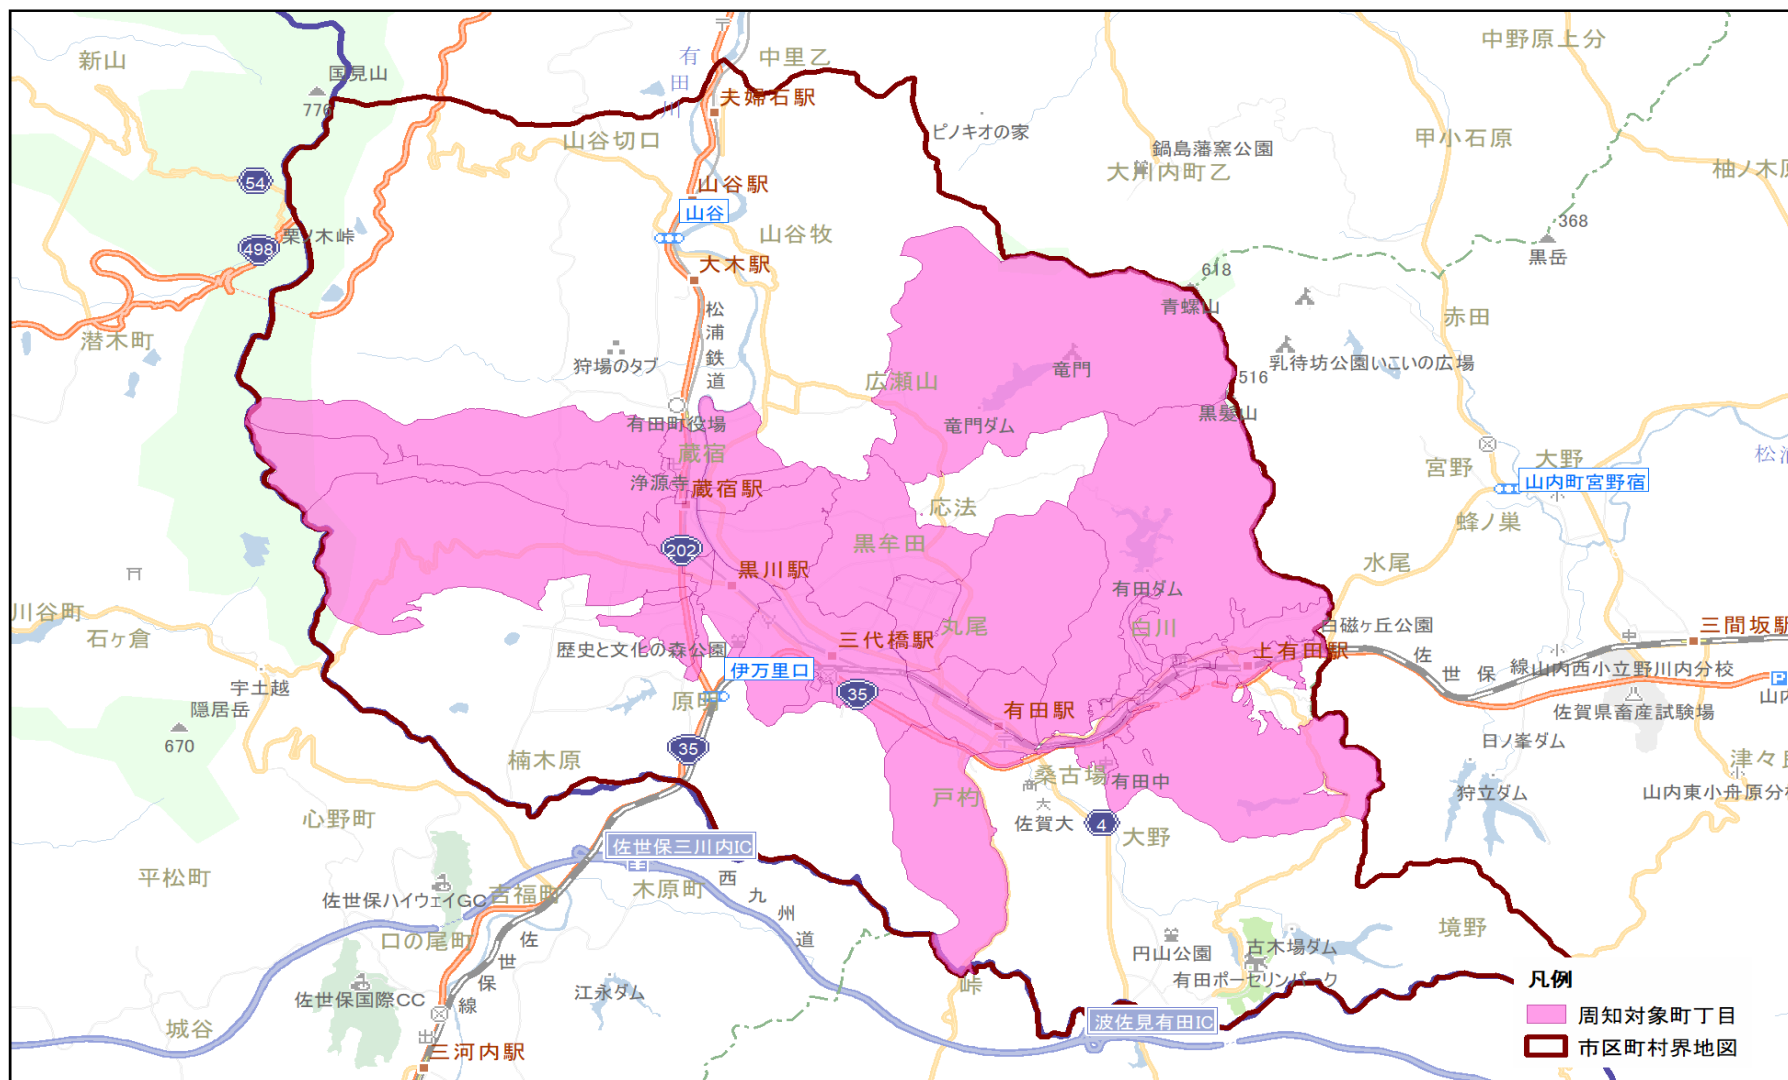 新山
国見山
776
有田川
中里乙
中野原上分
夫婦石駅
山谷切口
ピノキオの家
鍋島藩窯公園
大川内町乙
甲小石原
柚ノ木原
54
山谷駅
山谷
498
栗ノ木峠
山谷牧
368
黒岳
大木駅
618
青螺山
松浦鉄道
赤田
潜木町
狩場のタブ
竜門
乳待坊公園いこいの広場
広瀬山
516
黒髪山
有田町役場
竜門ダム
蔵宿
浄源寺
蔵宿駅
宮野
大野
松浦
山内町宮野宿
応法
蜂ノ巣
202
黒牟田
黒川駅
水尾
有田ダム
川谷町
石ヶ倉
丸尾
白川
白磁ヶ丘公園
三間坂駅
歴史と文化の森公園
三代橋駅
上有田駅
佐世保線
山内西小立野川内分校
伊万里口
宇土越
隠居岳
35
原明
有田駅
佐賀県畜産試験場
山内
670
35
日ノ峯ダム
楠木原
桑古場
有田中
津々良
戸杓
狩立ダム
山内東小舟原分校
心野町
佐賀大
4
大野
佐世保三川内IC
平松町
木原町
西九州道
佐世保ハイウェイGC
吉福町
口の尾町
佐世保線
境野
円山公園
古木場ダム
有田ポーセリンパーク
峠
佐世保国際CC
江永ダム
城谷
波佐見有田IC
三河内駅
凡例
周知対象町丁目
市区町村界地図